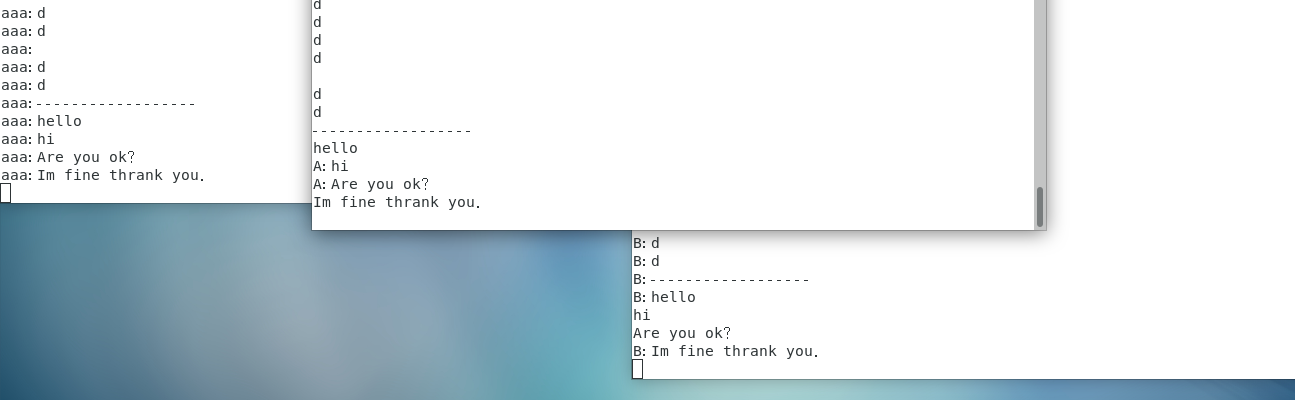 aaa: d
aaa: d
aaa:
aaa: d
aaa: d
aaa: ------------------
aaa: hello
aaa: hi
aaa: Are you ok?
aaa: Im fine thrank you.
d
d
d
d
d
d
------------------
hello
A: hi
A: Are you ok?
Im fine thrank you.
B: d
B: d
B: ------------------
B: hello
hi
Are you ok?
B: Im fine thrank you.